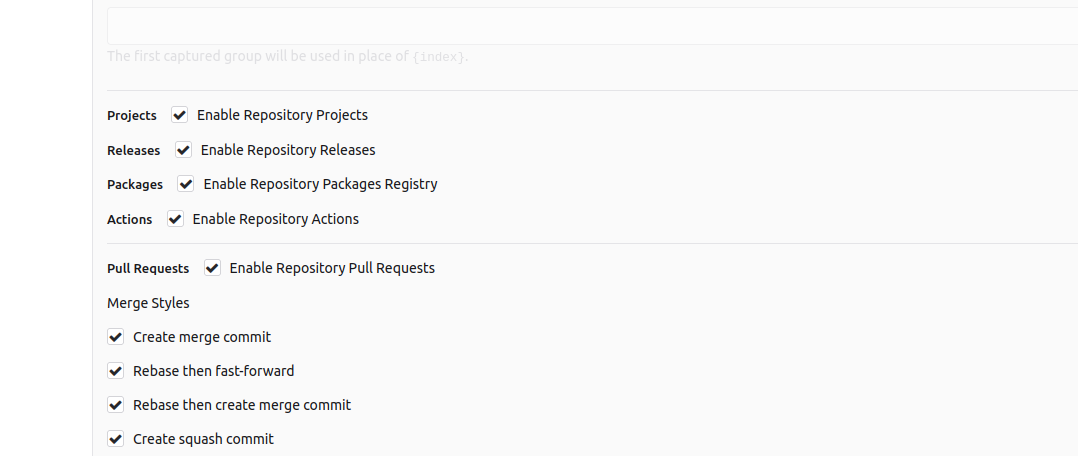 The first captured group will be used in place of {index}.
Projects Enable Repository Projects
Releases Enable Repository Releases
Packages Enable Repository Packages Registry
Actions Enable Repository Actions
Pull Requests Enable Repository Pull Requests
Merge Styles
Create merge commit
Rebase then fast-forward
Rebase then create merge commit
Create squash commit